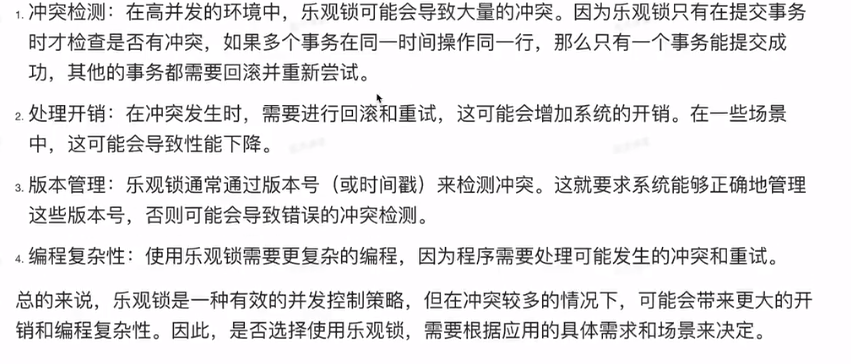 1. 冲突检测：在高并发的环境中，乐观锁可能会导致大量的冲突。因为乐观锁只有在提交事务
时才检查是否有冲突，如果多个事务在同一时间操作同一行，那么只有一个事务能提交成
功，其他的事务都需要回滚并重新尝试。
2. 处理开销：在冲突发生时，需要进行回滚和重试，这可能会增加系统的开销。在一些场景
中，这可能会导致性能下降。
3. 版本管理：乐观锁通常通过版本号（或时间戳）来检测冲突。这就要求系统能够正确地管理
这些版本号，否则可能会导致错误的冲突检测。
4. 编程复杂性：使用乐观锁需要更复杂的编程，因为程序需要处理可能发生的冲突和重试。
总的来说，乐观锁是一种有效的并发控制策略，但在冲突较多的情况下，可能会带来更大的开
销和编程复杂性。因此，是否选择使用乐观锁，需要根据应用的具体需求和场景来决定。